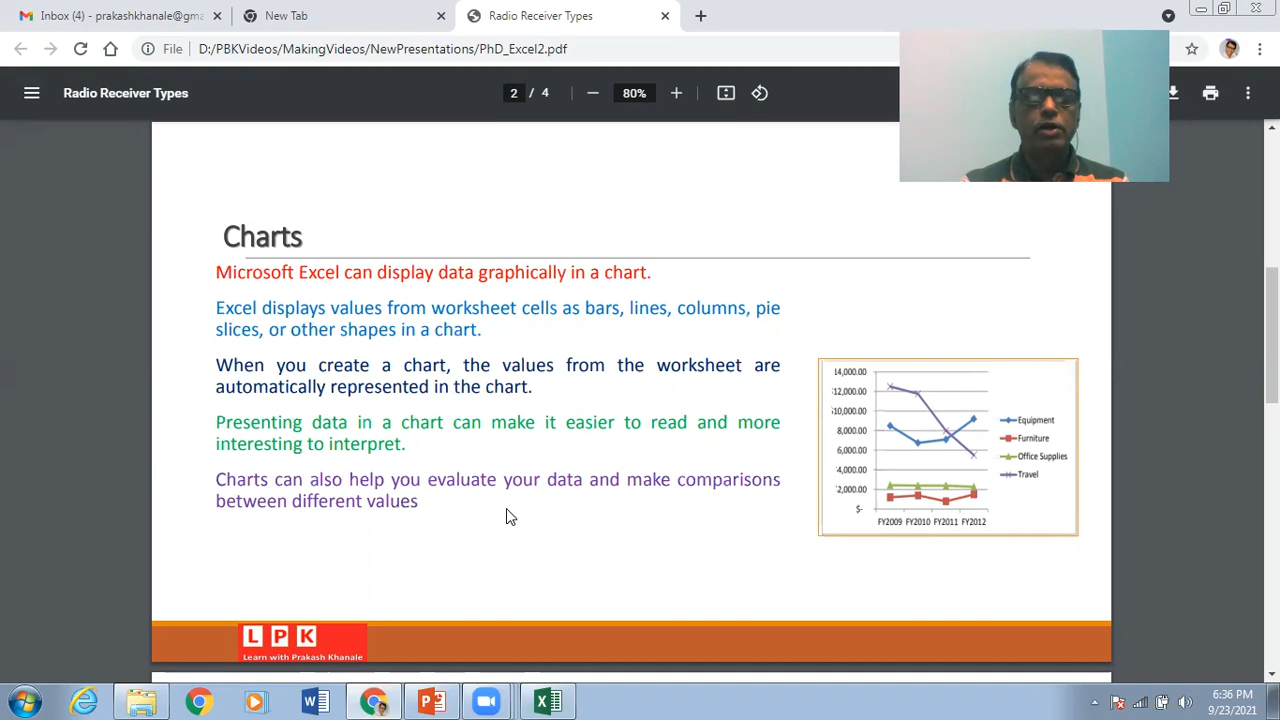 Inbox (4) - prakashkhanale@gma
New Tab
Radio Receiver Types
File
D:/PBKVideos/MakingVideos/NewPresentations/PhD_Excel2.pdf
Radio Receiver Types
2 / 4
80%
Charts
Microsoft Excel can display data graphically in a chart.
Excel displays values from worksheet cells as bars, lines, columns, pie
slices, or other shapes in a chart.
When you create a chart, the values from the worksheet are
automatically represented in the chart.
Presenting data in a chart can make it easier to read and more
interesting to interpret.
Charts can also help you evaluate your data and make comparisons
between different values
14,000.00
12,000.00
10,000.00
8,000.00
6,000.00
4,000.00
2,000.00
$-
FY2009 FY2010 FY2011 FY2012
Equipment
Furniture
Office Supplies
Travel
L P K
Learn with Prakash Khanale
6:36 PM
9/23/2021